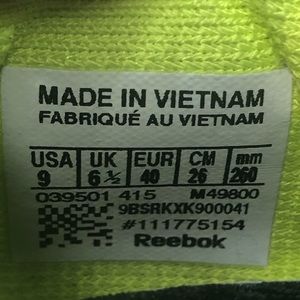 MADE IN VIETNAM
FABRIQUÉ AU VIETNAM
USA UK EUR CM mm
9 6 ½ 40 26 260
039501 415 M49800
9BSRKXK900041
#111775154
Reebok